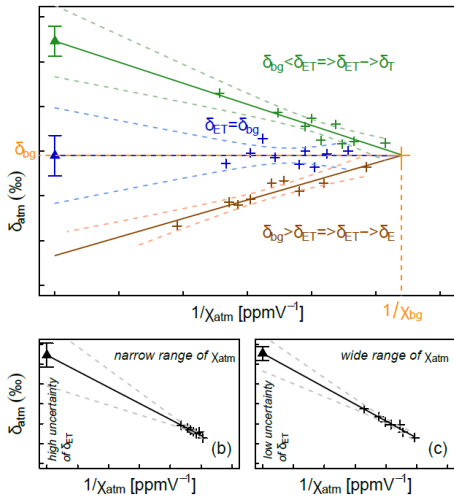 δbg<δET=>δET−>δT
δET=δbg
δbg
δbg>δET=>δET−>δE
δatm (‰)
1/χatm [ppmV−1]
1/χbg
narrow range of χatm
high uncertainty
of δET
(b)
wide range of χatm
low uncertainty
of δET
(c)
δatm (‰)
1/χatm [ppmV−1]
1/χatm [ppmV−1]